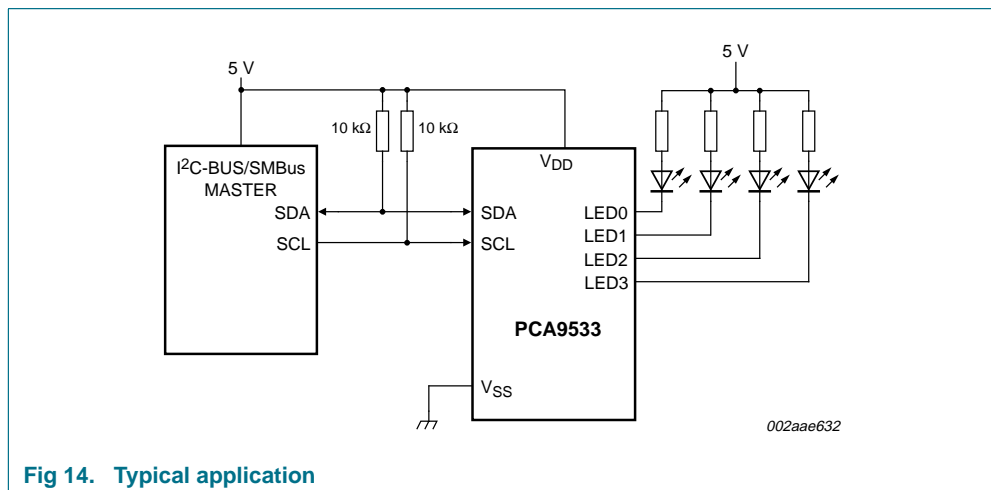 5 V
5 V
10 kΩ
10 kΩ
I²C-BUS/SMBus
MASTER
SDA
SCL
VDD
SDA
SCL
LED0
LED1
LED2
LED3
PCA9533
VSS
002aae632
Fig 14. Typical application